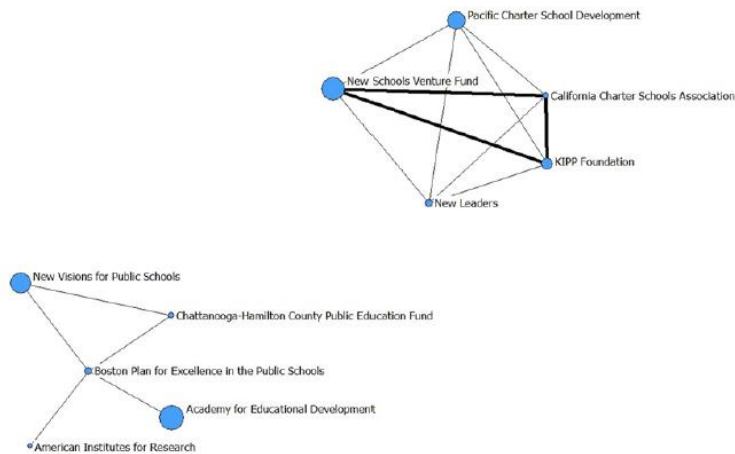 Pacific Charter School Development
New Schools Venture Fund
California Charter Schools Association
KIPP Foundation
New Leaders
New Visions for Public Schools
Chattanooga-Hamilton County Public Education Fund
Boston Plan for Excellence in the Public Schools
Academy for Educational Development
American Institutes for Research